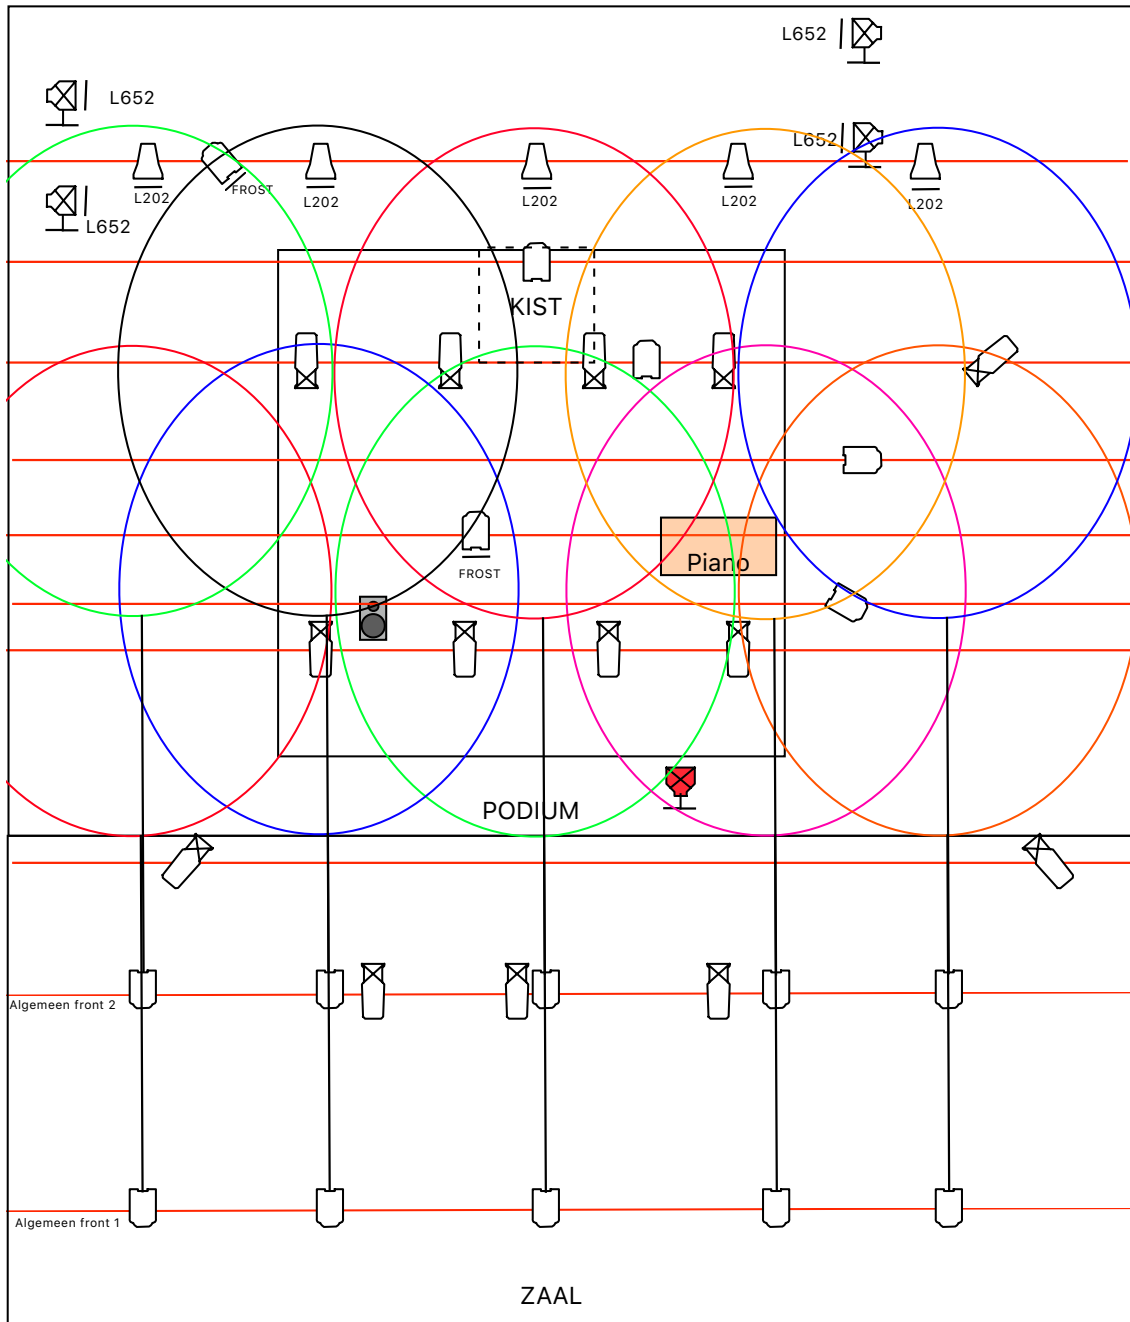 L652
L652
L652
L202
FROST
L202
L202
L202
L202
L652
KIST
Piano
FROST
PODIUM
Algemeen front 2
Algemeen front 1
ZAAL